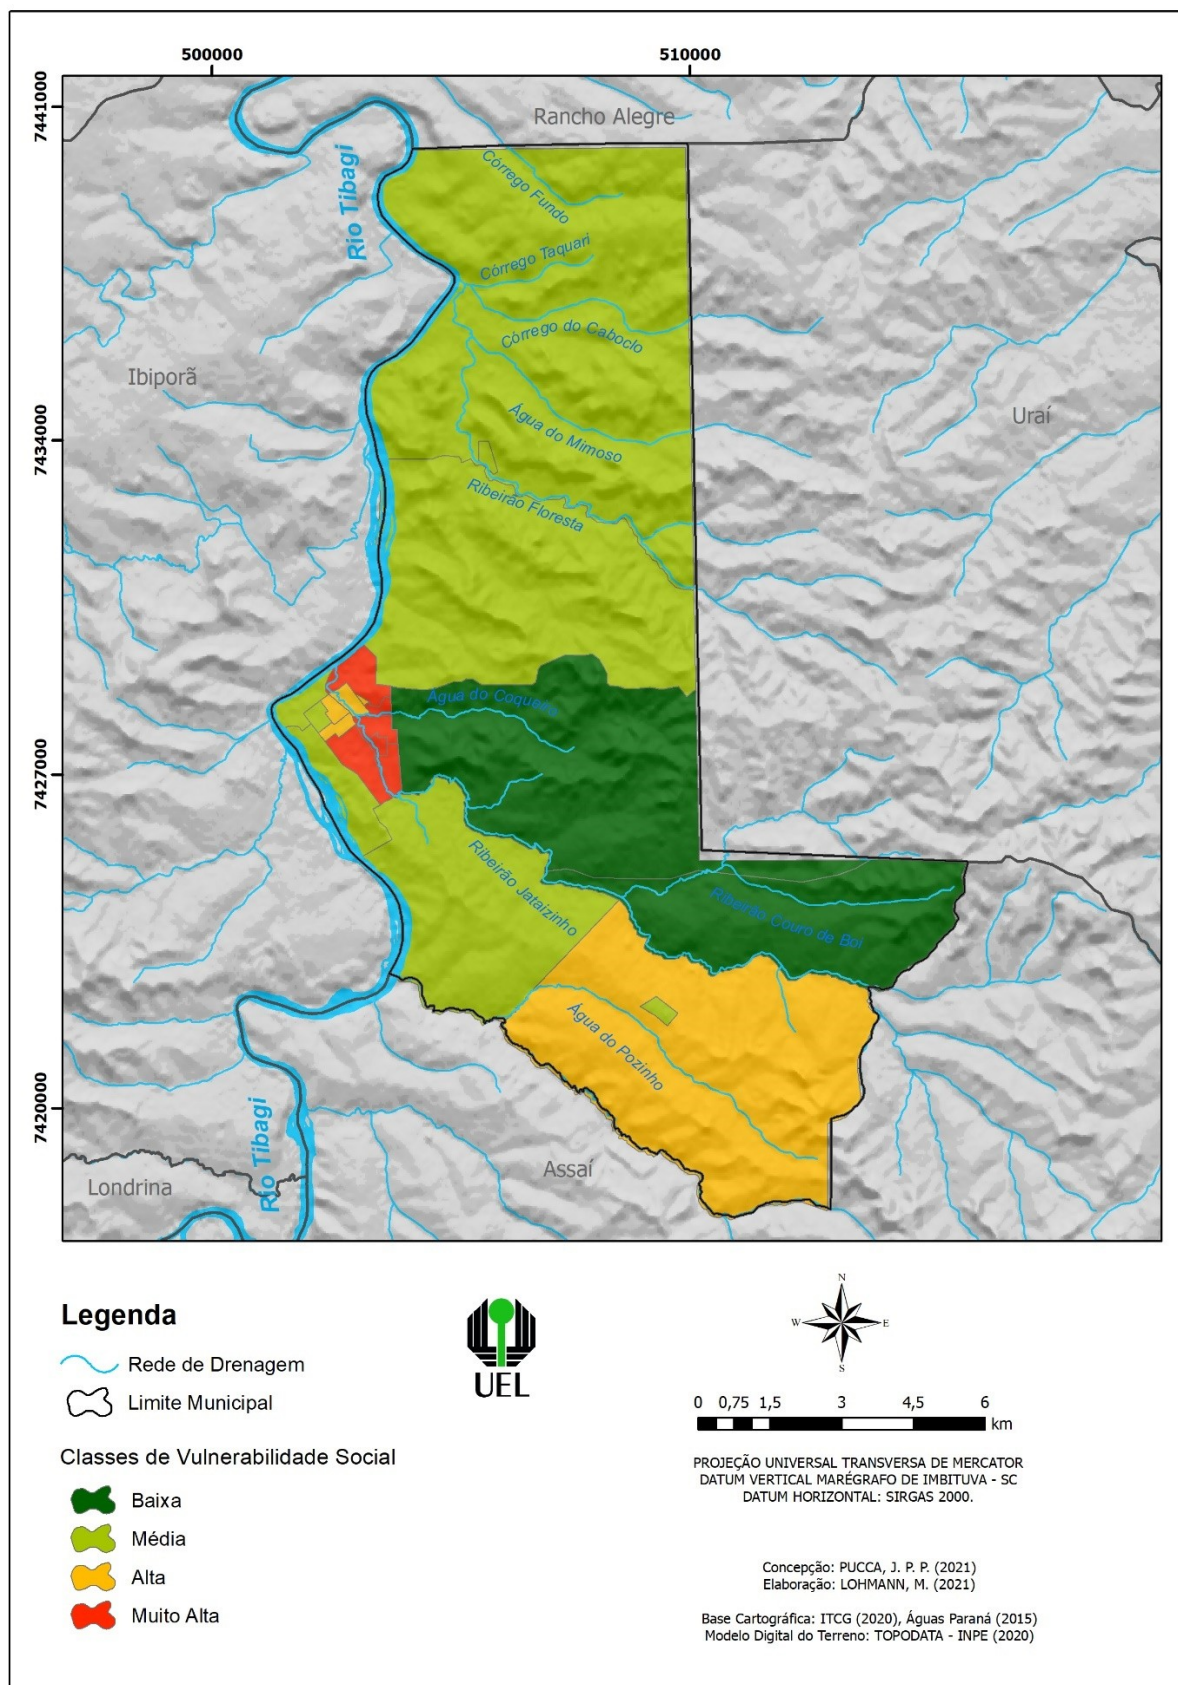 500000
510000
7441000
7434000
7427000
7420000
Rancho Alegre
Rio Tibagi
Córrego Fundo
Córrego Taquari
Córrego do Caboclo
Ibiporã
Uraí
Água do Mimoso
Ribeirão Floresta
Água do Coqueiro
Ribeirão Jataizinho
Ribeirão Couro de Boi
Água do Pozinho
Rio Tibagi
Assaí
Londrina
Legenda
Rede de Drenagem
Limite Municipal
Classes de Vulnerabilidade Social
Baixa
Média
Alta
Muito Alta
UEL
N
W
E
S
0 0,75 1,5 3 4,5 6
km
PROJEÇÃO UNIVERSAL TRANSVERSA DE MERCATOR
DATUM VERTICAL MARÉGRAFO DE IMBITUVA - SC
DATUM HORIZONTAL: SIRGAS 2000.
Concepção: PUCCA, J. P. P. (2021)
Elaboração: LOHMANN, M. (2021)
Base Cartográfica: ITCG (2020), Águas Paraná (2015)
Modelo Digital do Terreno: TOPODATA - INPE (2020)